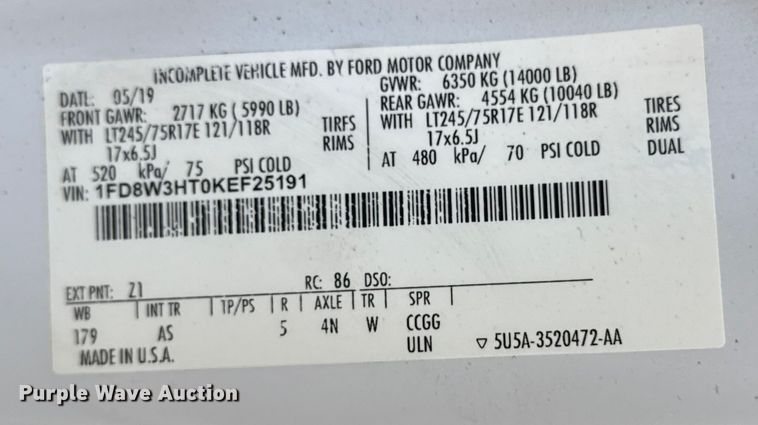 INCOMPLETE VEHICLE MFD. BY FORD MOTOR COMPANY
DATE: 05/19 GVWR: 6350 KG (14000 LB)
FRONT GAWR: 2717 KG (5990 LB) REAR GAWR: 4554 KG (10040 LB)
WITH LT245/75R17E 121/118R TIRES WITH LT245/75R17E 121/118R TIRES
17x6.5J RIMS 17x6.5J RIMS
AT 520 kPa/ 75 PSI COLD AT 480 kPa/ 70 PSI COLD DUAL
VIN: 1FD8W3HT0KEF25191
EXT PNT: Z1 RC: 86 DSO:
WB INT TR TP/PS R AXLE TR SPR
179 AS 5 4N W CCGG
MADE IN U.S.A. ULN ▽ 5U5A-3520472-AA
Purple Wave Auction